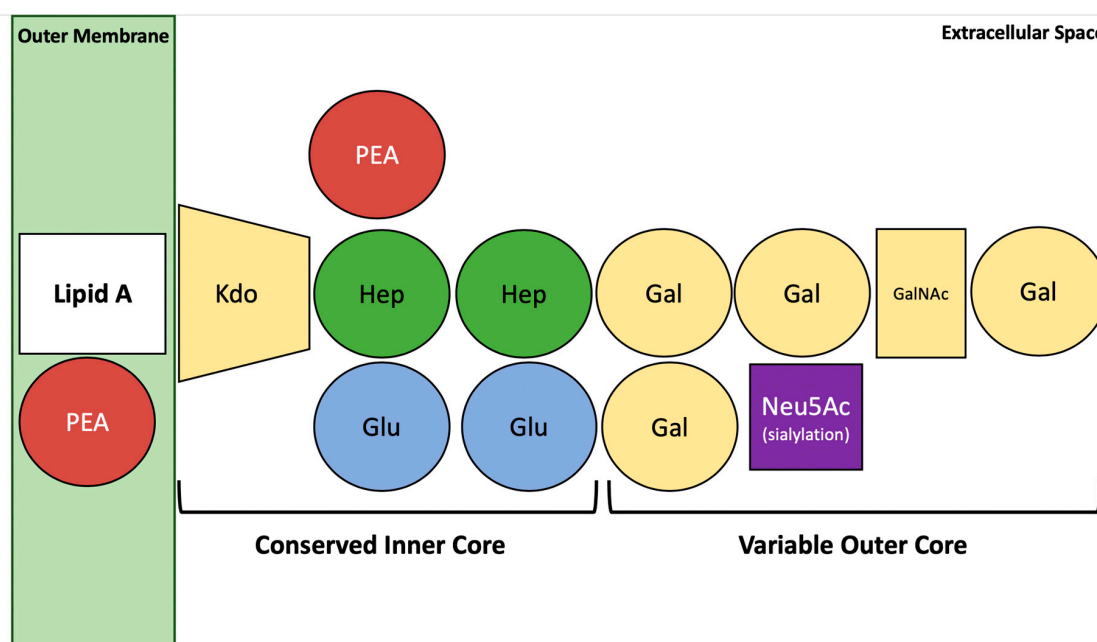 Outer Membrane
Extracellular Space
PEA
Lipid A
Kdo
Hep
Hep
Gal
Gal
GalNAc
Gal
PEA
Glu
Glu
Gal
Neu5Ac
(sialylation)
Conserved Inner Core
Variable Outer Core